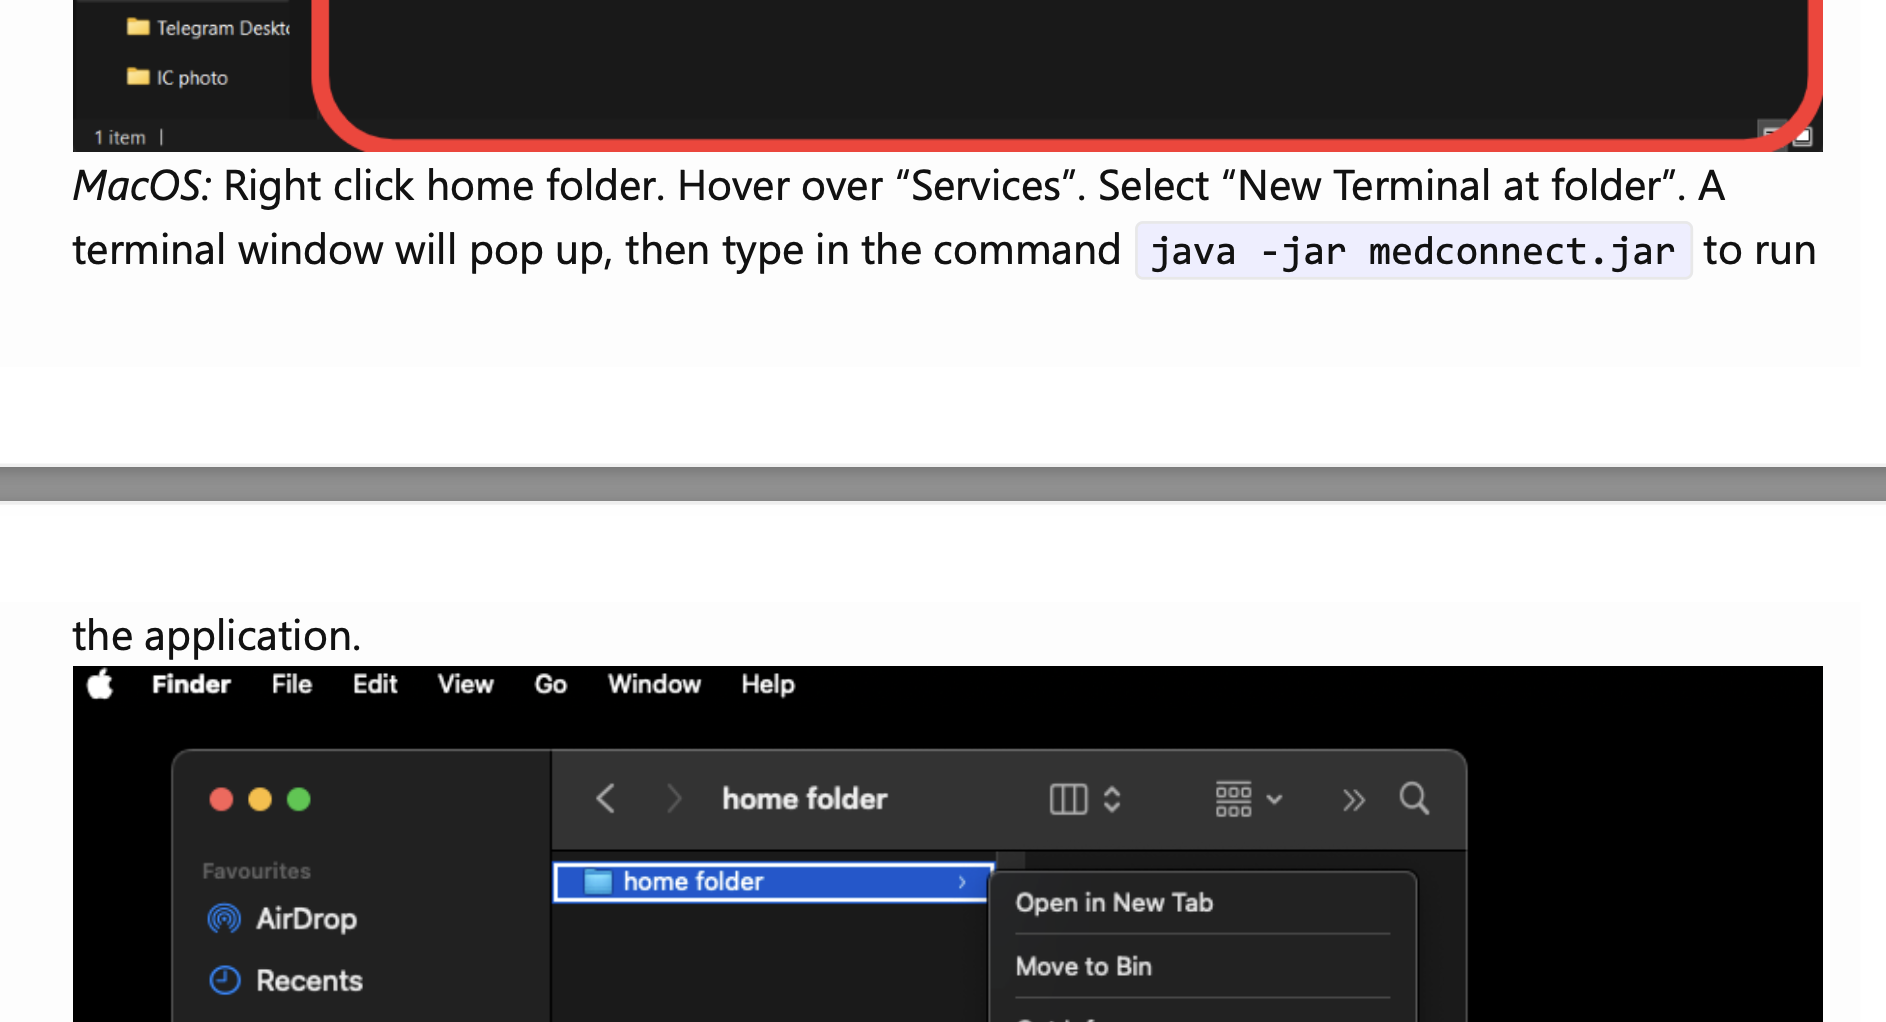 Telegram Deskt
IC photo
1 item
MacOS: Right click home folder. Hover over “Services”. Select “New Terminal at folder”. A
terminal window will pop up, then type in the command java -jar medconnect.jar to run
the application.
Finder File Edit View Go Window Help
home folder
Favourites
home folder
Open in New Tab
AirDrop
Move to Bin
Recents